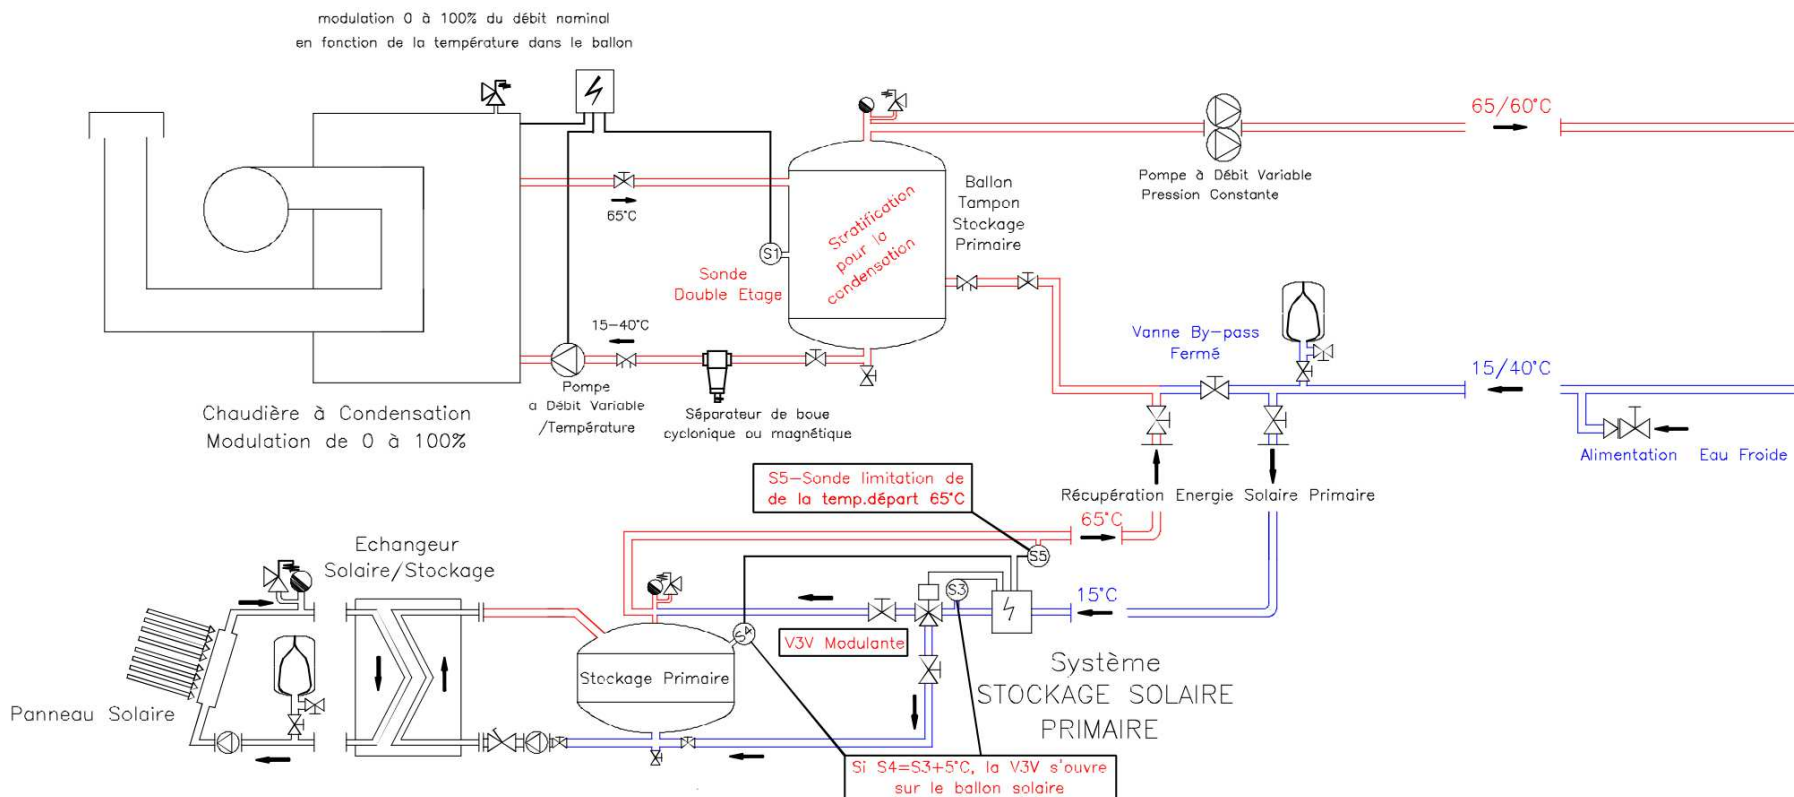 modulation 0 à 100% du débit nominal
en fonction de la température dans le ballon
65/60°C
Pompe à Débit Variable
Pression Constante
65°C
Ballon
Tampon
Stockage
Primaire
Stratification
pour la
condensation
S1
Sonde
Double Etage
15-40°C
Pompe
a Débit Variable
/Température
Séparateur de boue
cyclonique ou magnétique
Chaudière à Condensation
Modulation de 0 à 100%
Vanne By-pass
Fermé
15/40°C
Alimentation Eau Froide
S5-Sonde limitation de
de la temp.départ 65°C
Récupération Energie Solaire Primaire
65°C
S5
Echangeur
Solaire/Stockage
S3
15°C
S4
V3V Modulante
Stockage Primaire
Système
STOCKAGE SOLAIRE
PRIMAIRE
Panneau Solaire
Si S4=S3+5°C, la V3V s'ouvre
sur le ballon solaire